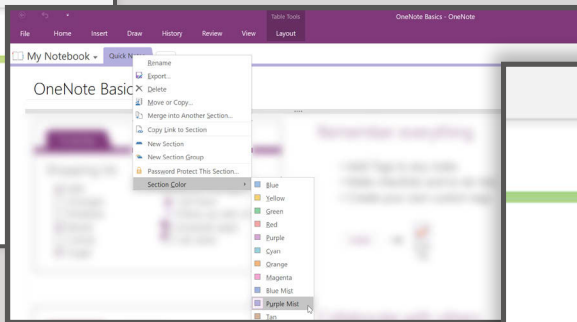 Table Tools
OneNote Basics - OneNote
File Home Insert Draw History Review View Layout
My Notebook Quick Notes
OneNote Basics
Rename
Export...
Delete
Move or Copy...
Merge into Another Section...
Copy Link to Section
New Section
New Section Group
Password Protect This Section...
Section Color
Blue
Yellow
Green
Red
Purple
Cyan
Orange
Magenta
Blue Mist
Purple Mist
Tan
Remember everything